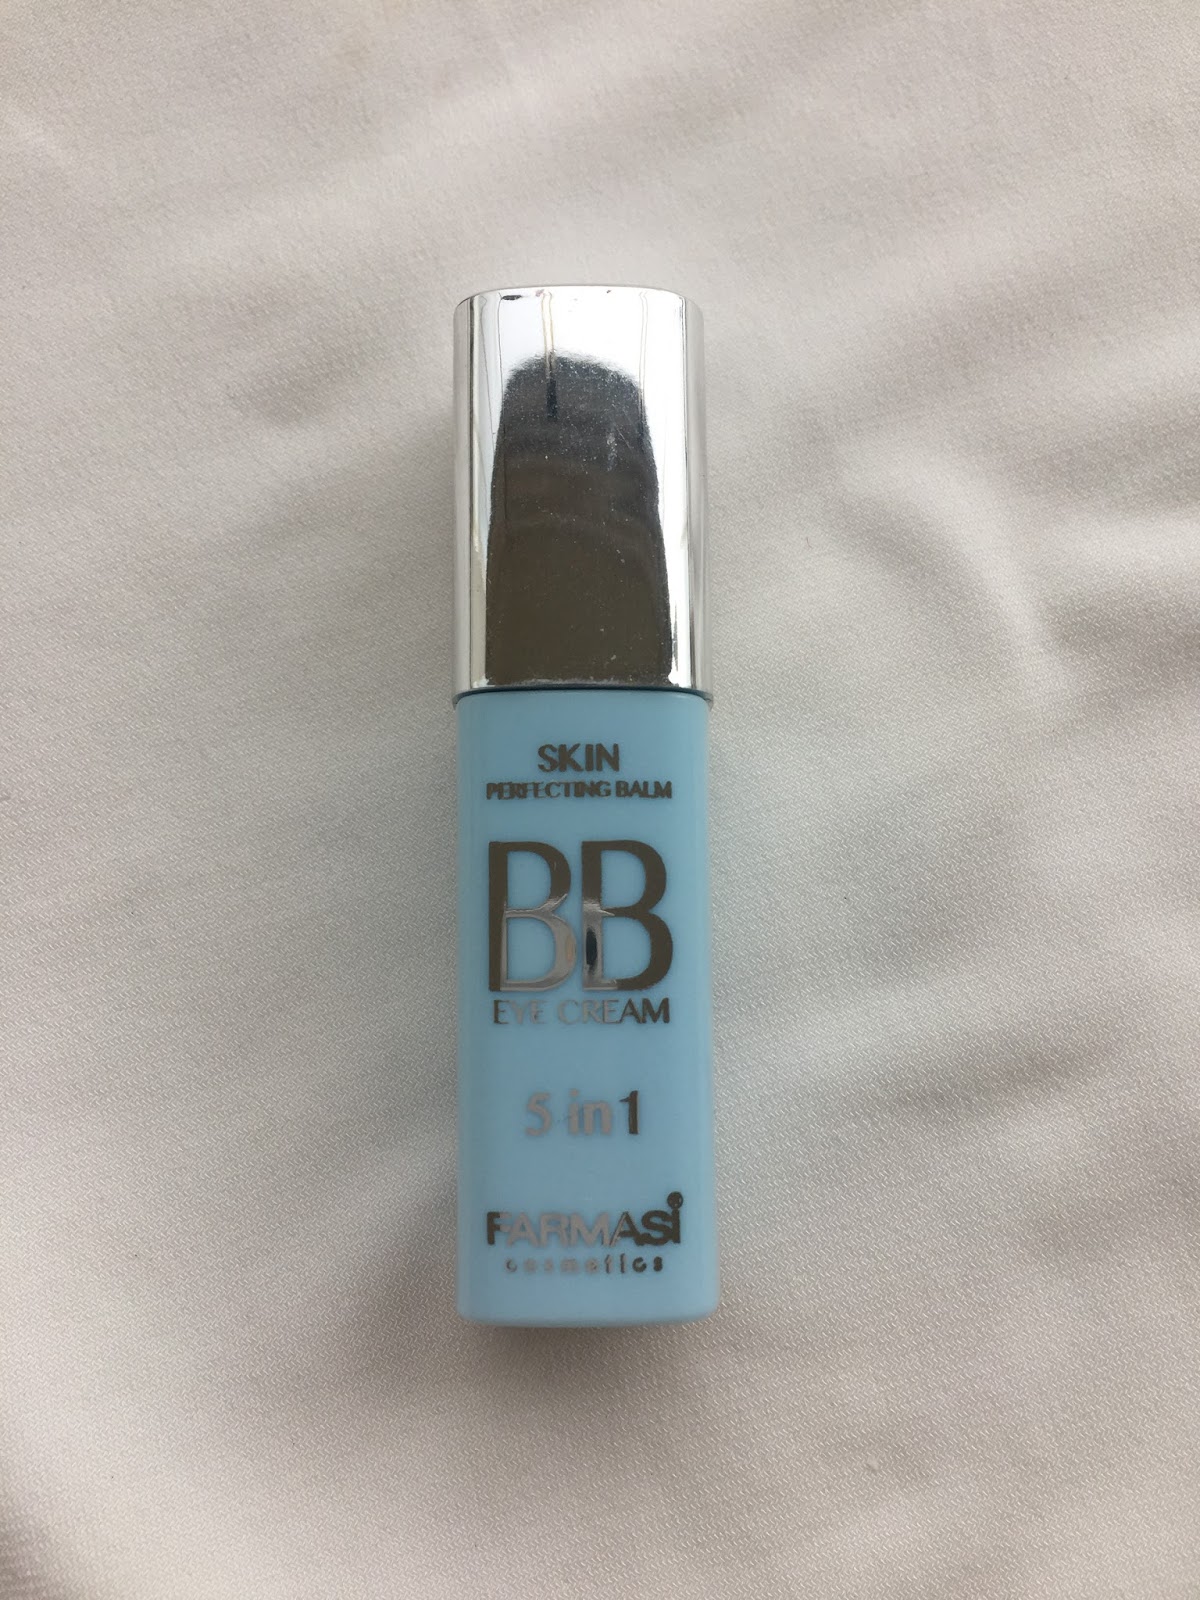 SKIN
PERFECTING BALM
BB
EYE CREAM
5 in 1
FARMASi
cosmetics